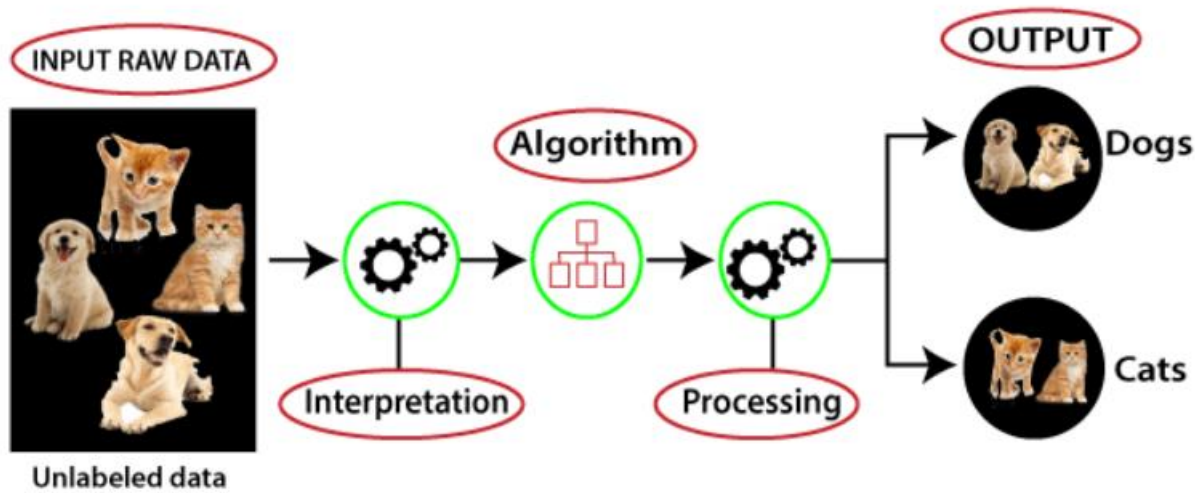 INPUT RAW DATA
Unlabeled data
Interpretation
Algorithm
Processing
OUTPUT
Dogs
Cats